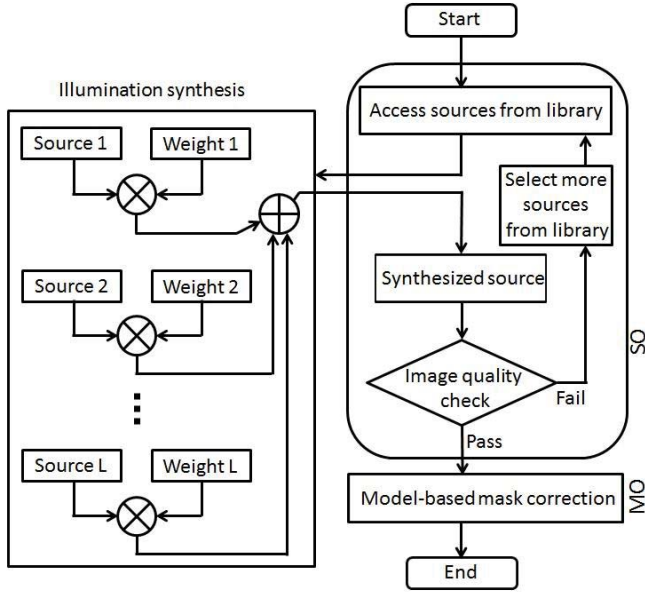 Start
Illumination synthesis
Access sources from library
Source 1
Weight 1
Select more
sources
from library
Source 2
Weight 2
Synthesized source
Image quality
check
Fail
SO
Pass
Source L
Weight L
Model-based mask correction
MO
End